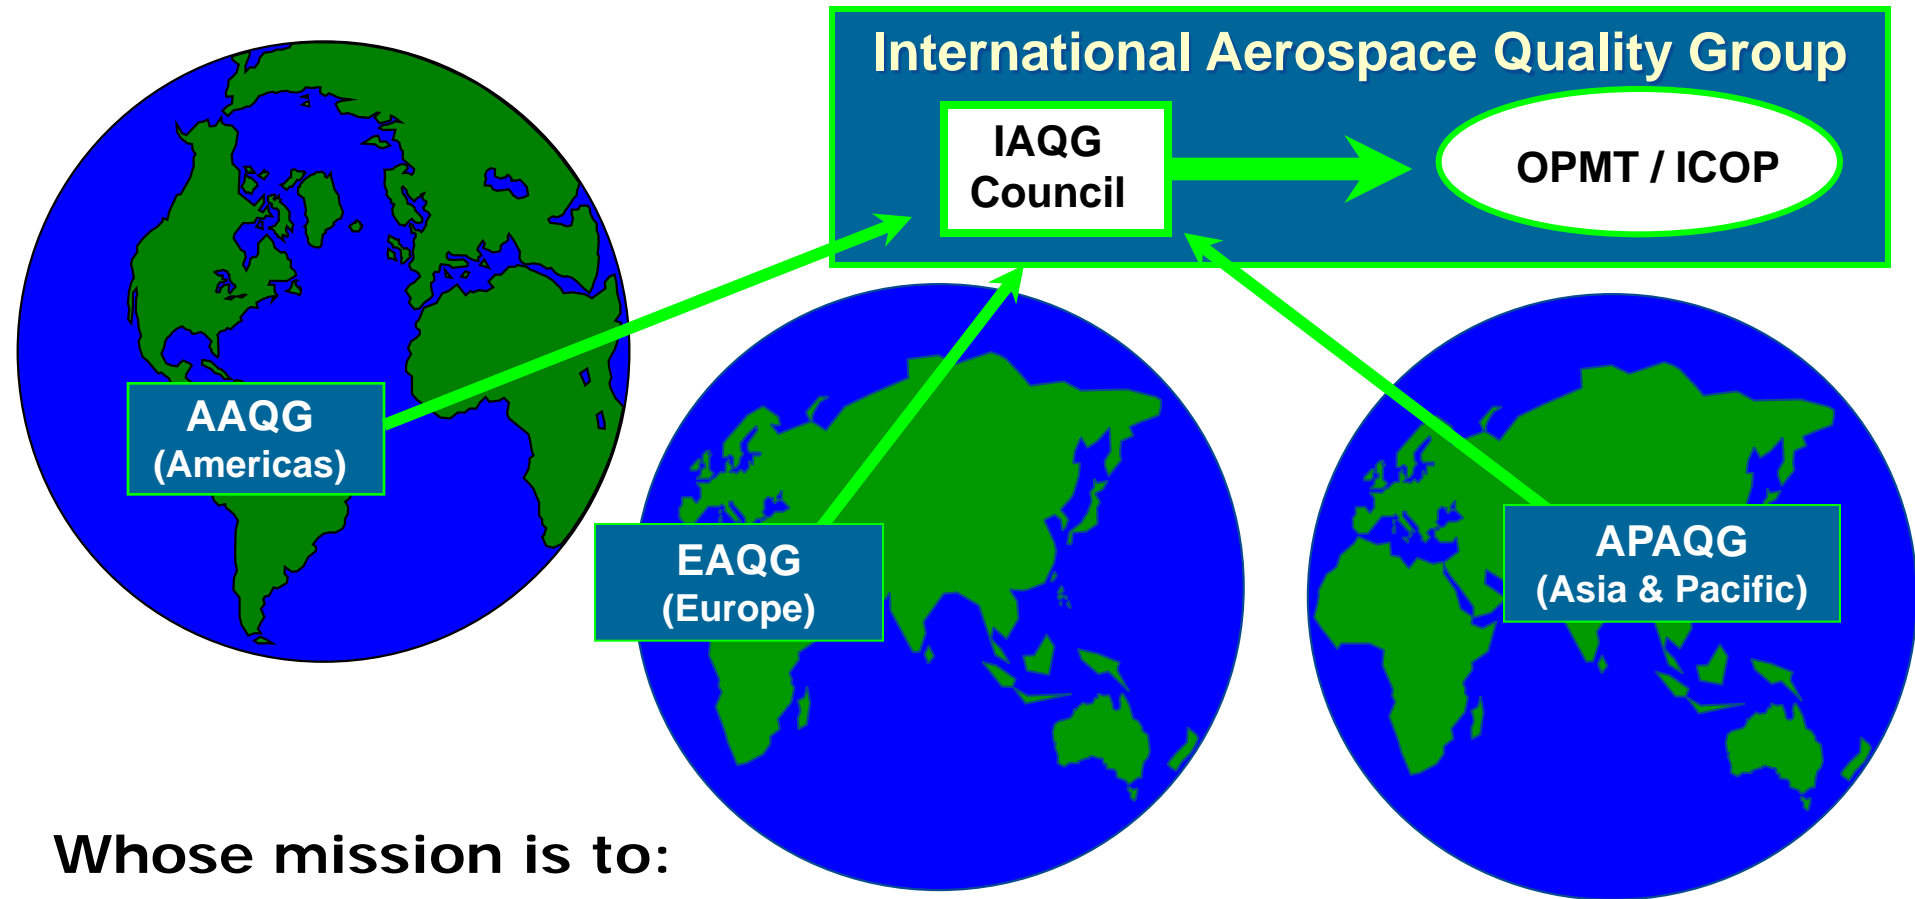 International Aerospace Quality Group
IAQG
Council
OPMT / ICOP
AAQG
(Americas)
EAQG
(Europe)
APAQG
(Asia & Pacific)
Whose mission is to: